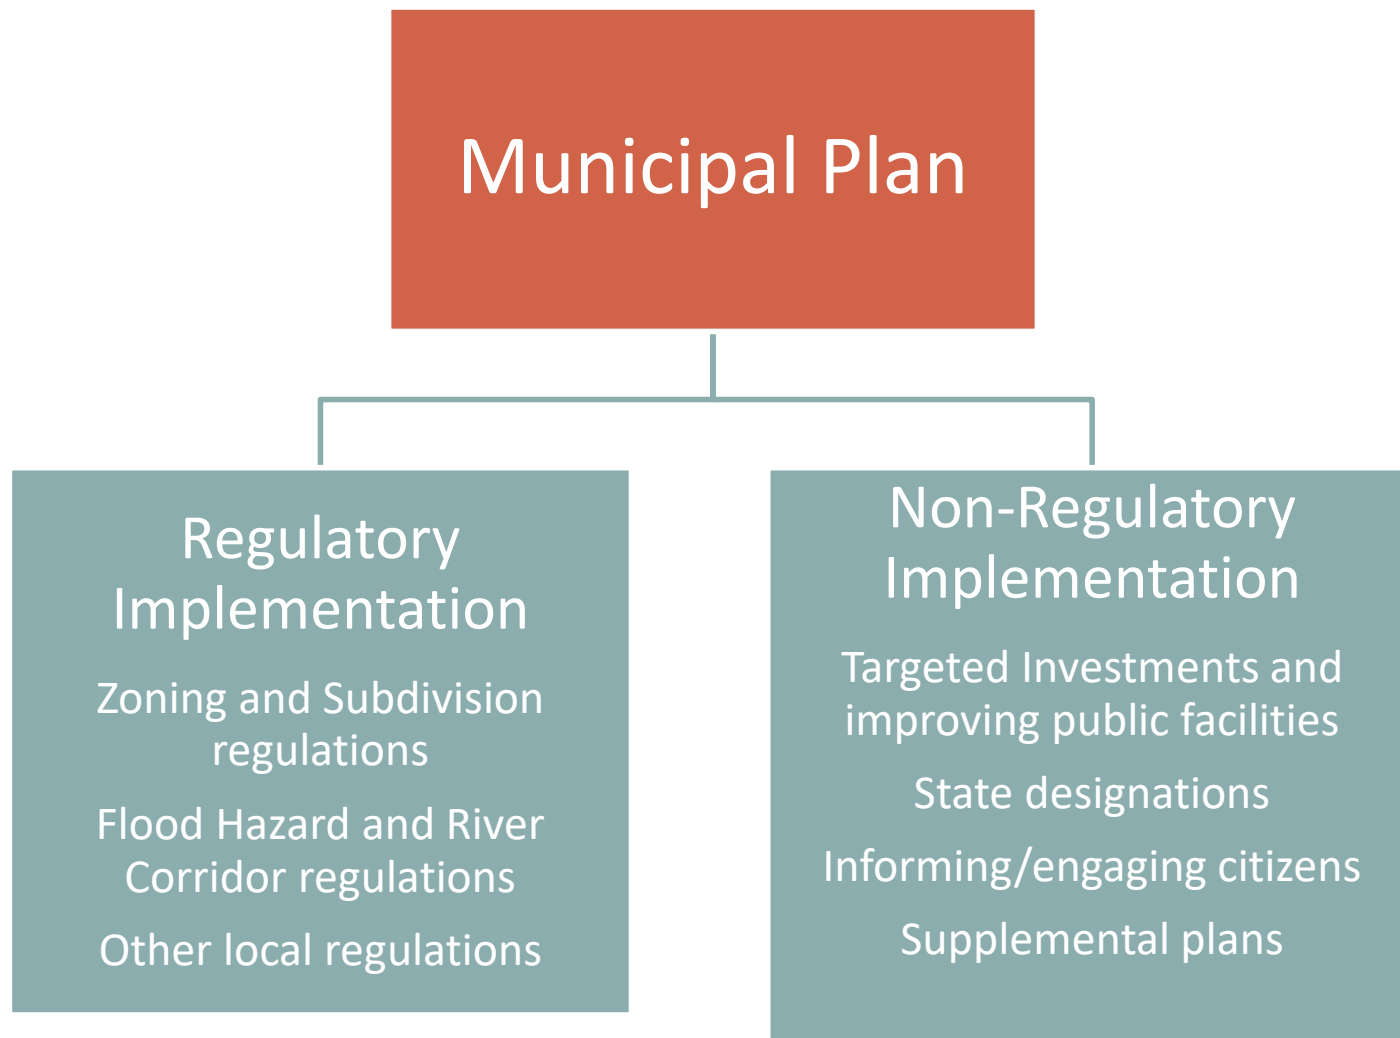 Municipal Plan
Regulatory
Implementation
Zoning and Subdivision
regulations
Flood Hazard and River
Corridor regulations
Other local regulations
Non-Regulatory
Implementation
Targeted Investments and
improving public facilities
State designations
Informing/engaging citizens
Supplemental plans